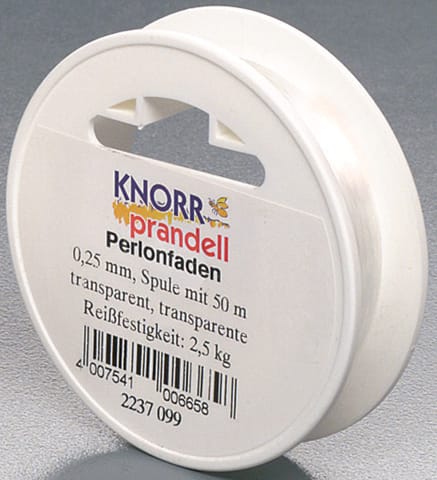 KNORR
prandell
Perlonfaden
0,25 mm, Spule mit 50 m
transparent, transparente
Reißfestigkeit: 2,5 kg
4 007541 006658
2237 099